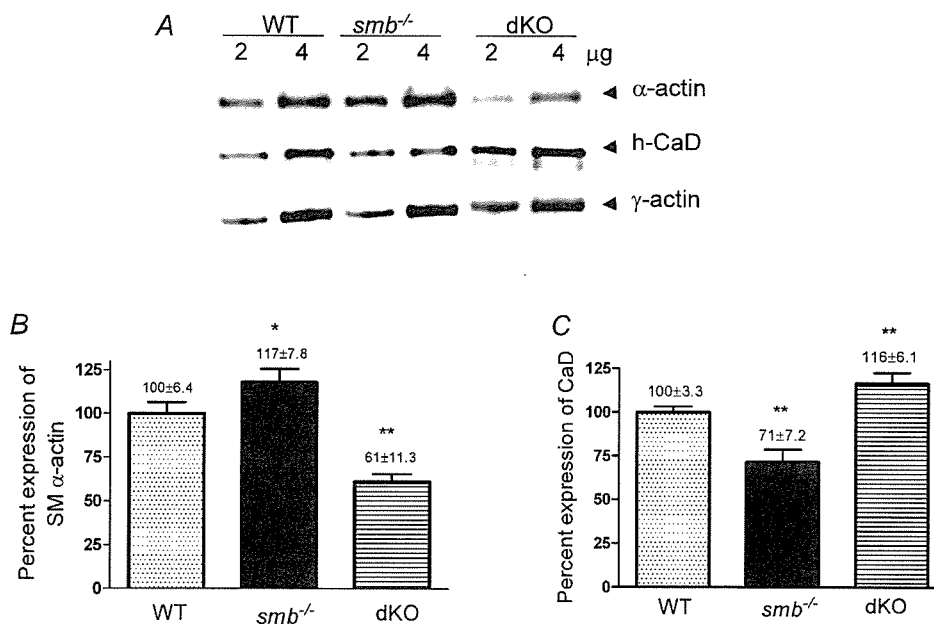 A
WT smb-/- dKO
2 4 2 4 2 4 µg
α-actin
h-CaD
γ-actin
B
Percent expression of
SM α-actin
125
100
75
50
25
0
100±6.4
*
117±7.8
**
61±11.3
WT smb-/- dKO
C
Percent expression of CaD
125
100
75
50
25
0
100±3.3
**
71±7.2
**
116±6.1
WT smb-/- dKO